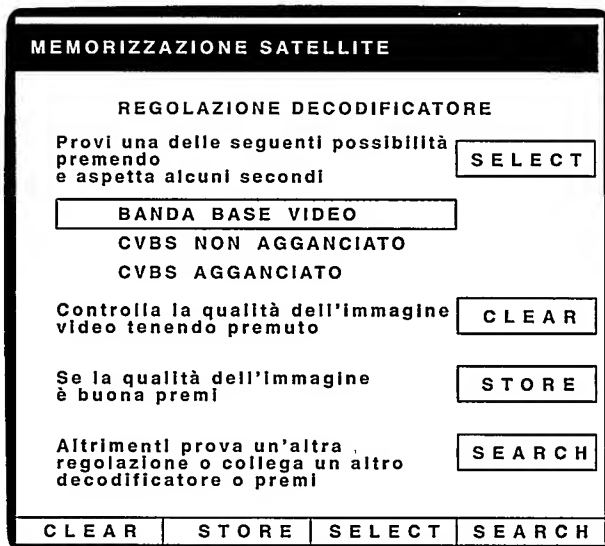 MEMORIZZAZIONE SATELLITE
REGOLAZIONE DECODIFICATORE
Provi una delle seguenti possibilità
premendo
e aspetta alcuni secondi
SELECT
BANDA BASE VIDEO
CVBS NON AGGANCIATO
CVBS AGGANCIATO
Controlla la qualità dell'immagine
video tenendo premuto
CLEAR
Se la qualità dell'immagine
è buona premi
STORE
Altrimenti prova un'altra
regolazione o collega un altro
decodificatore o premi
SEARCH
CLEAR STORE SELECT SEARCH